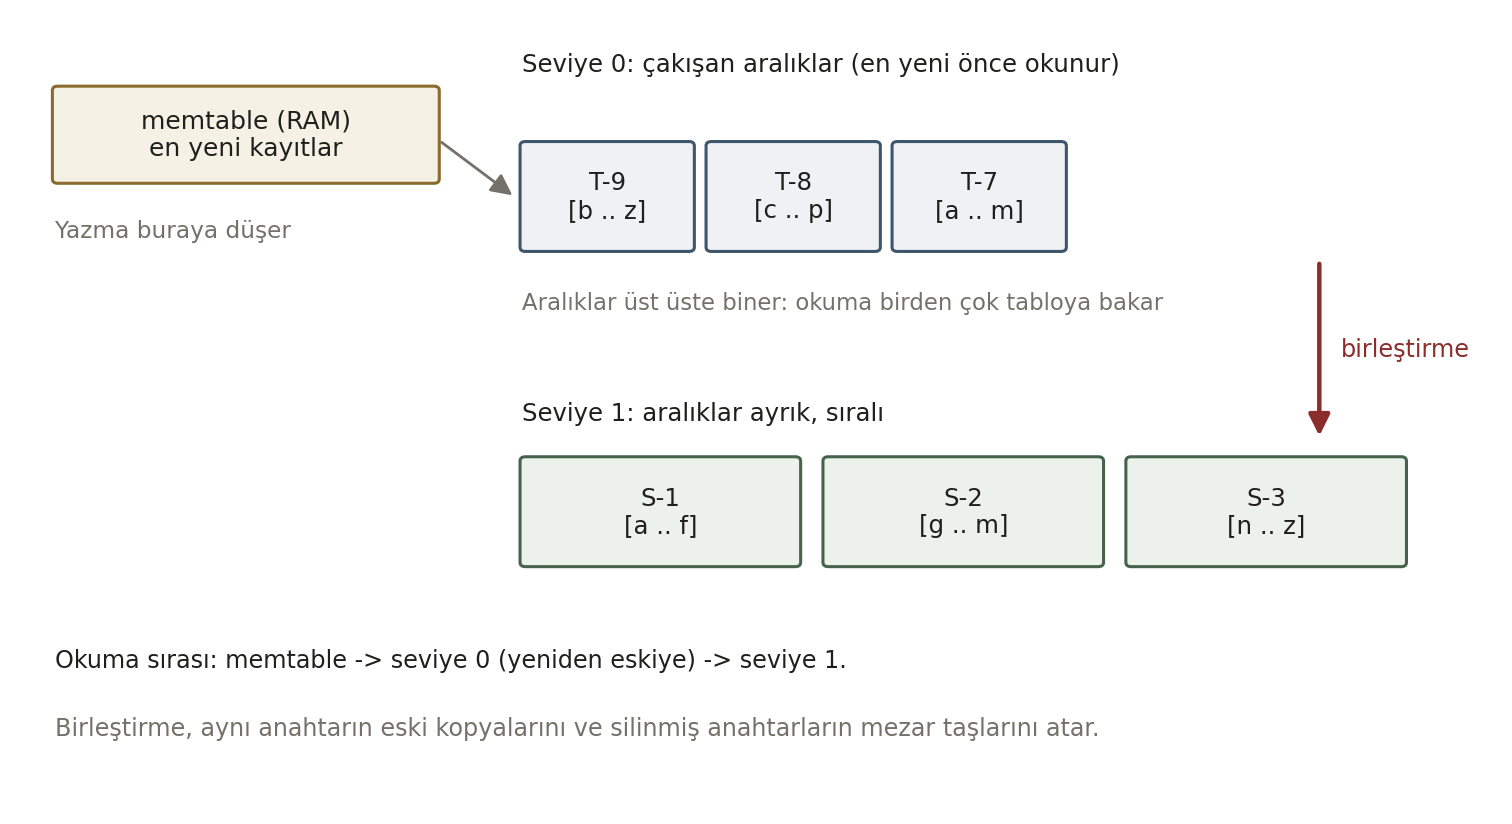 Seviye 0: çakışan aralıklar (en yeni önce okunur)
memtable (RAM)
en yeni kayıtlar
Yazma buraya düşer
T-9
[b .. z]
T-8
[c .. p]
T-7
[a .. m]
Aralıklar üst üste biner: okuma birden çok tabloya bakar
birleştirme
Seviye 1: aralıklar ayrık, sıralı
S-1
[a .. f]
S-2
[g .. m]
S-3
[n .. z]
Okuma sırası: memtable -> seviye 0 (yeniden eskiye) -> seviye 1.
Birleştirme, aynı anahtarın eski kopyalarını ve silinmiş anahtarların mezar taşlarını atar.